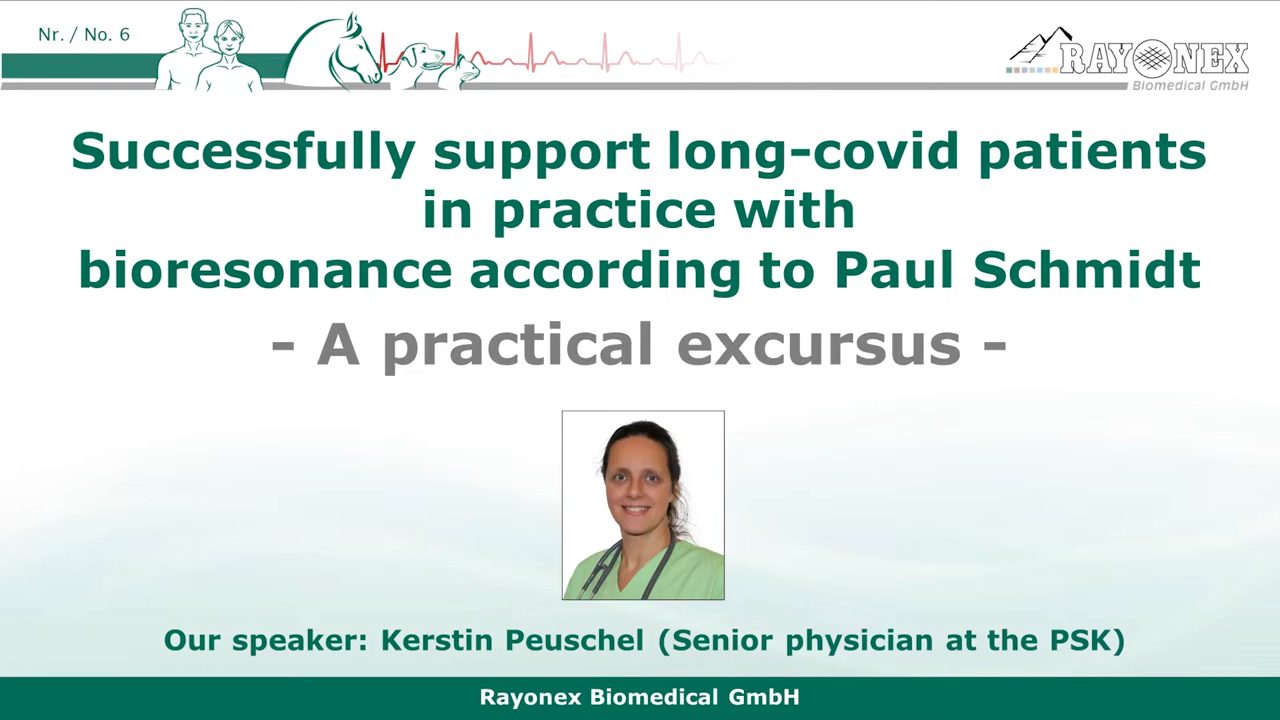 Nr. / No. 6
RAYONEX
Biomedical GmbH
Successfully support long-covid patients
in practice with
bioresonance according to Paul Schmidt
- A practical excursus -
Our speaker: Kerstin Peuschel (Senior physician at the PSK)
Rayonex Biomedical GmbH